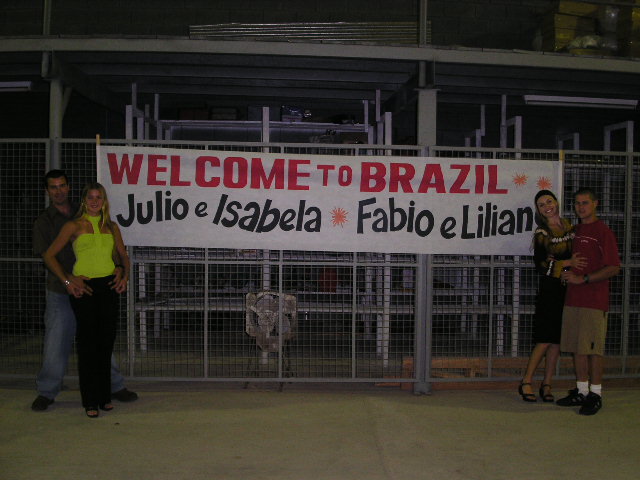 WELCOME TO BRAZIL
Julio e Isabela Fabio e Lilian